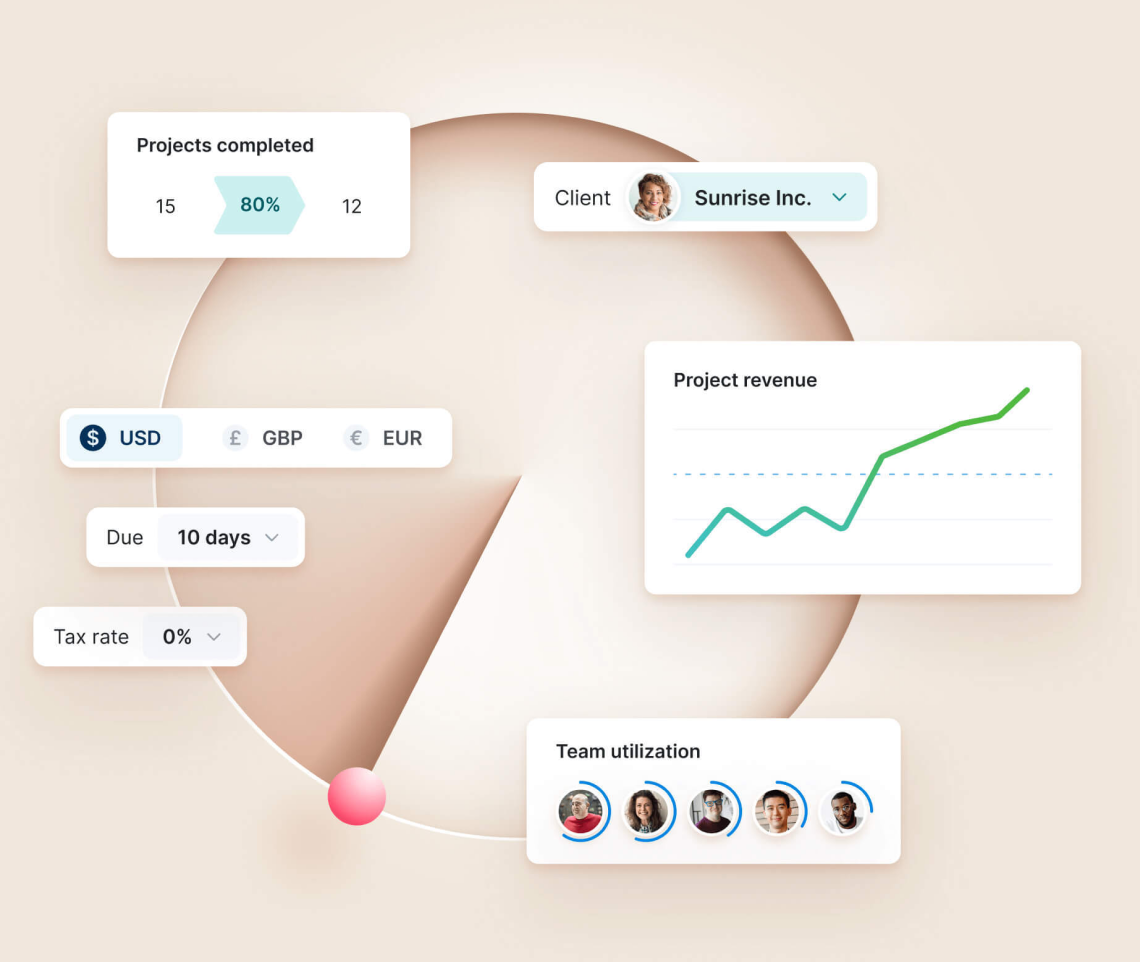 Projects completed
15 80% 12
Client Sunrise Inc.
Project revenue
$ USD £ GBP € EUR
Due 10 days
Tax rate 0%
Team utilization